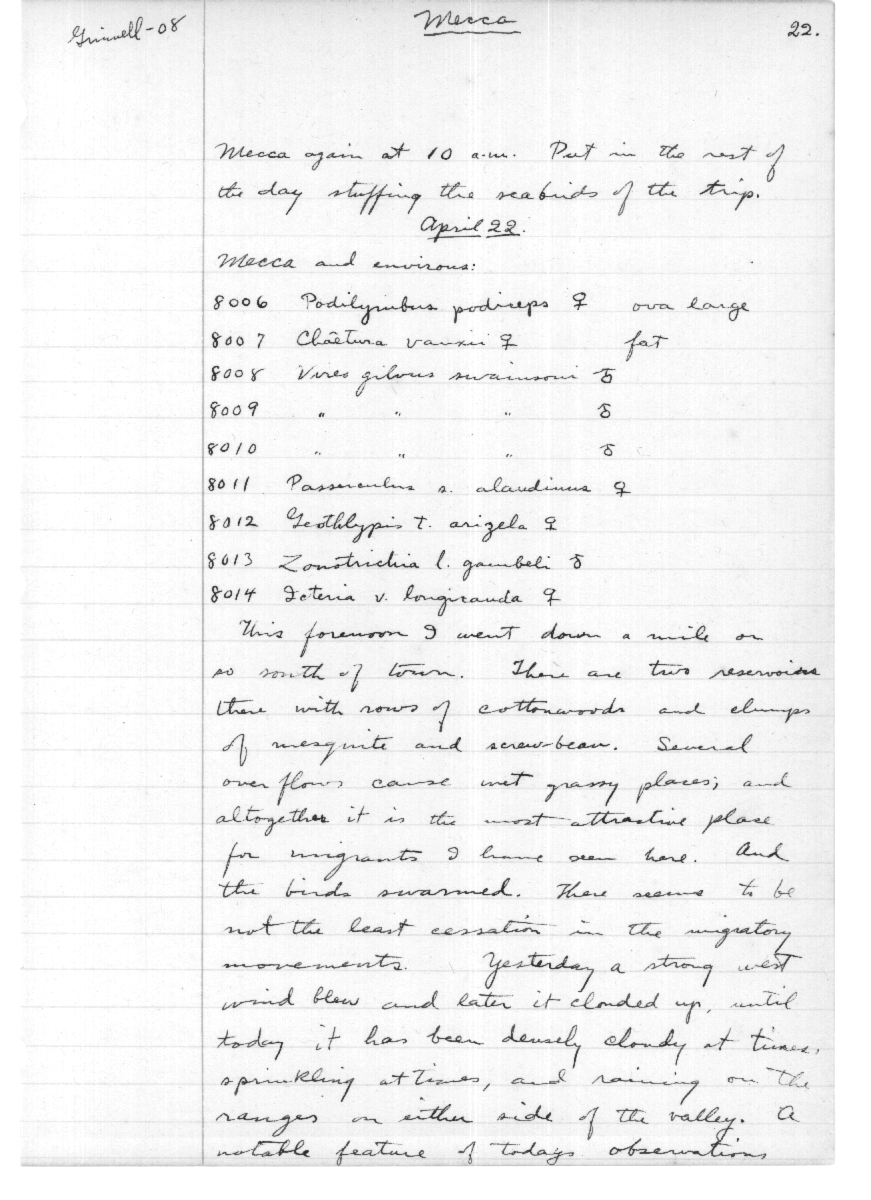 Grinnell-08
Mecca
22.
Mecca again at 10 a.m. Put in the rest of
the day stuffing the seabirds of the trip.
April 22.
Mecca and environs:
8006 Podilymbus podiceps ♀ ova large
8007 Chaëtura vauxii ♀ fat
8008 Vireo gilvus swainsoni ♂
8009 " " " ♂
8010 " " " ♂
8011 Passerculus s. alaudinus ♀
8012 Geothlypis t. arizela ♀
8013 Zonotrichia l. gambeli ♂
8014 Icteria v. longicauda ♀
This forenoon I went down a mile or
so south of town. There are two reservoirs
there with rows of cottonwoods and clumps
of mesquite and screw-bean. Several
over flows cause wet grassy places; and
altogether it is the most attractive place
for migrants I have seen here. And
the birds swarmed. There seems to be
not the least cessation in the migratory
movements. Yesterday a strong west
wind blew and later it clouded up, until
today it has been densely cloudy at times,
sprinkling at times, and raining on the
ranges on either side of the valley. A
notable feature of todays observations